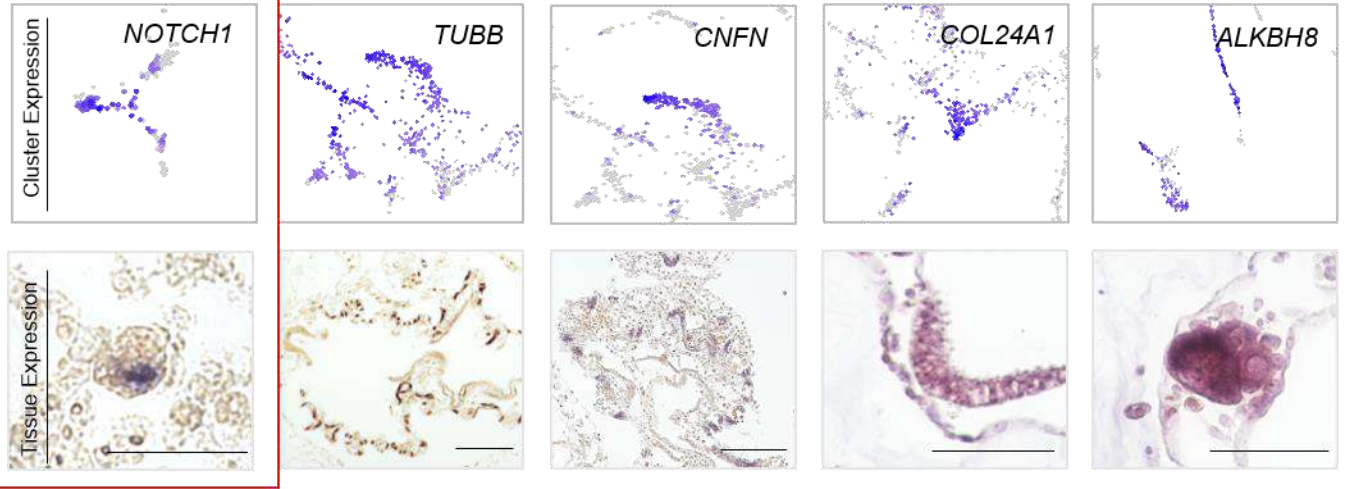 Cluster Expression
NOTCH1
TUBB
CNFN
COL24A1
ALKBH8
Tissue Expression